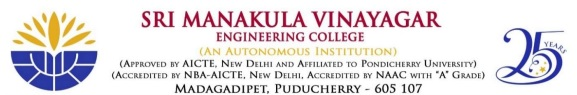 SRI MANAKULA VINAYAGAR
ENGINEERING COLLEGE
(AN AUTONOMOUS INSTITUTION)
(APPROVED BY AICTE, NEW DELHI AND AFFILIATED TO PONDICHERRY UNIVERSITY)
(ACCREDITED BY NBA-AICTE, NEW DELHI, ACCREDITED BY NAAC WITH "A" GRADE)
MADAGADIPET, PUDUCHERRY - 605 107
25 YEARS